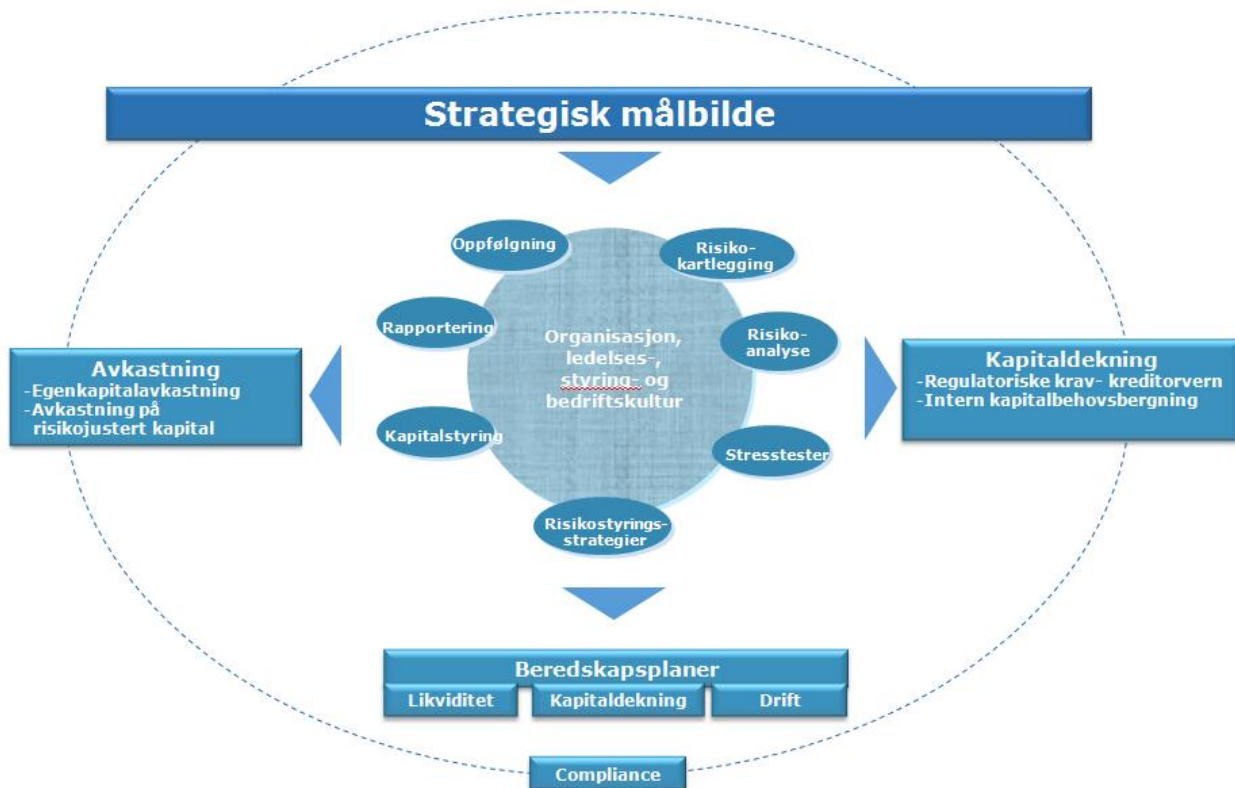 Strategisk målbilde
Oppfølgning
Risiko-
kartlegging
Rapportering
Risiko-
analyse
Organisasjon,
ledelses-,
styring- og
bedriftskultur
Avkastning
-Egenkapitalavkastning
-Avkastning på
risikojustert kapital
Kapitaldekning
-Regulatoriske krav- kreditorvern
-Intern kapitalbehovsbergning
Kapitalstyring
Stresstester
Risikostyrings-
strategier
Beredskapsplaner
Likviditet
Kapitaldekning
Drift
Compliance